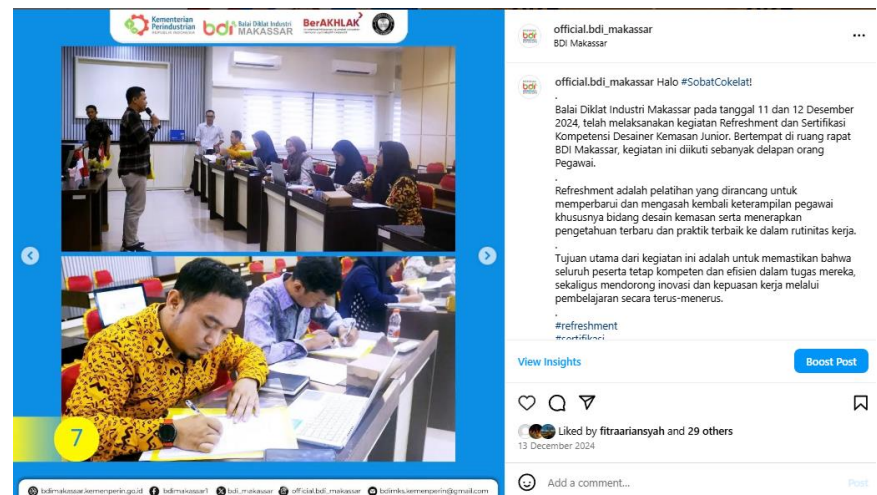 Kementerian
Perindustrian
REPUBLIK INDONESIA
bdi
Balai Diklat Industri
MAKASSAR
BerAKHLAK
7
bdimakassar.kemenperin.go.id bdimakassar1 bdi_makassar official.bdi_makassar bdimks.kemenperin@gmail.com
official.bdi_makassar
BDI Makassar
official.bdi_makassar Halo #SobatCokelat!
.
Balai Diklat Industri Makassar pada tanggal 11 dan 12 Desember
2024, telah melaksanakan kegiatan Refreshment dan Sertifikasi
Kompetensi Desainer Kemasan Junior. Bertempat di ruang rapat
BDI Makassar, kegiatan ini diikuti sebanyak delapan orang
Pegawai.
.
Refreshment adalah pelatihan yang dirancang untuk
memperbarui dan mengasah kembali keterampilan pegawai
khususnya bidang desain kemasan serta menerapkan
pengetahuan terbaru dan praktik terbaik ke dalam rutinitas kerja.
.
Tujuan utama dari kegiatan ini adalah untuk memastikan bahwa
seluruh peserta tetap kompeten dan efisien dalam tugas mereka,
sekaligus mendorong inovasi dan kepuasan kerja melalui
pembelajaran secara terus-menerus.
.
#refreshment
#sertifikasi
View Insights
Boost Post
Liked by fitraariansyah and 29 others
13 December 2024
Add a comment...
Post